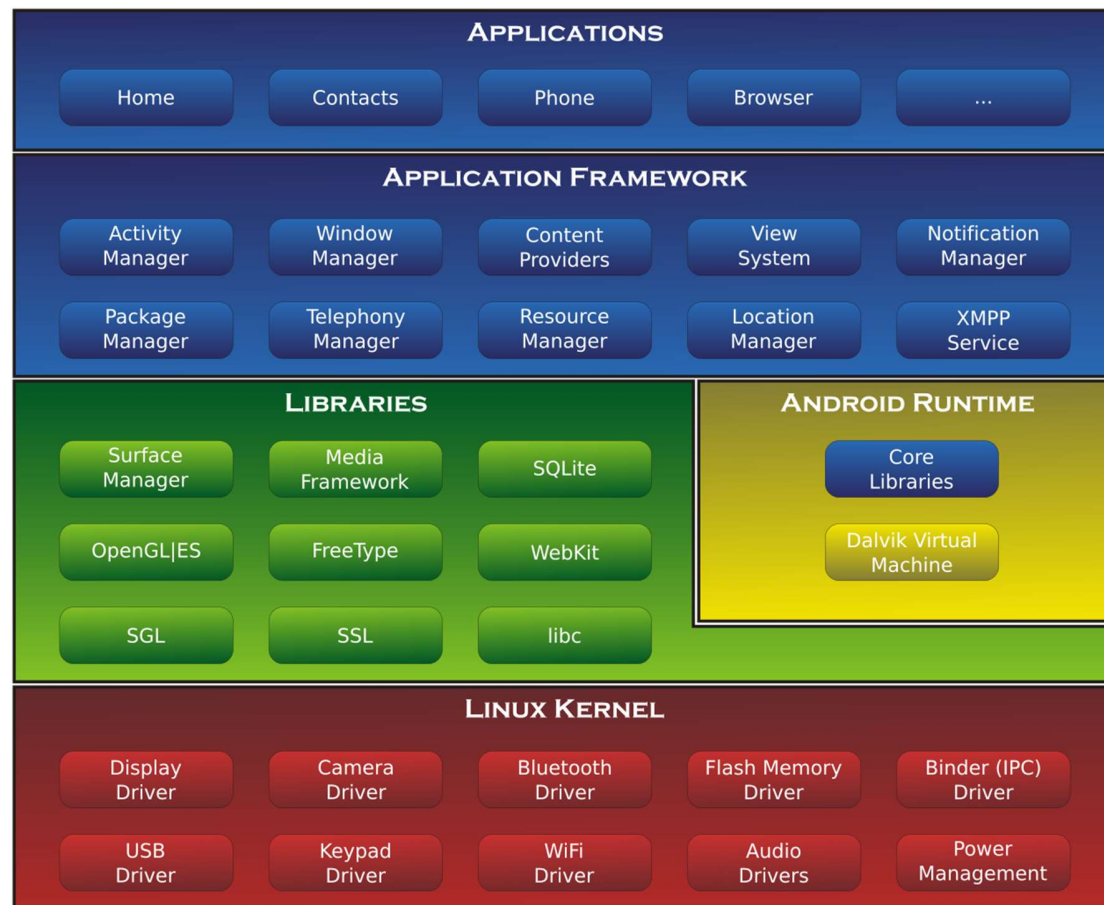 APPLICATIONS
Home
Contacts
Phone
Browser
...
APPLICATION FRAMEWORK
Activity
Manager
Window
Manager
Content
Providers
View
System
Notification
Manager
Package
Manager
Telephony
Manager
Resource
Manager
Location
Manager
XMPP
Service
LIBRARIES
Surface
Manager
Media
Framework
SQLite
OpenGL|ES
FreeType
WebKit
SGL
SSL
libc
ANDROID RUNTIME
Core
Libraries
Dalvik Virtual
Machine
LINUX KERNEL
Display
Driver
Camera
Driver
Bluetooth
Driver
Flash Memory
Driver
Binder (IPC)
Driver
USB
Driver
Keypad
Driver
WiFi
Driver
Audio
Drivers
Power
Management